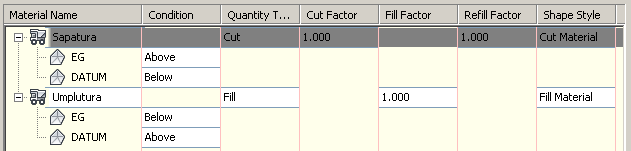 Material Name Condition Quantity T... Cut Factor Fill Factor Refill Factor Shape Style
Sapatura Cut 1.000 1.000 Cut Material
EG Above
DATUM Below
Umplutura Fill 1.000 Fill Material
EG Below
DATUM Above